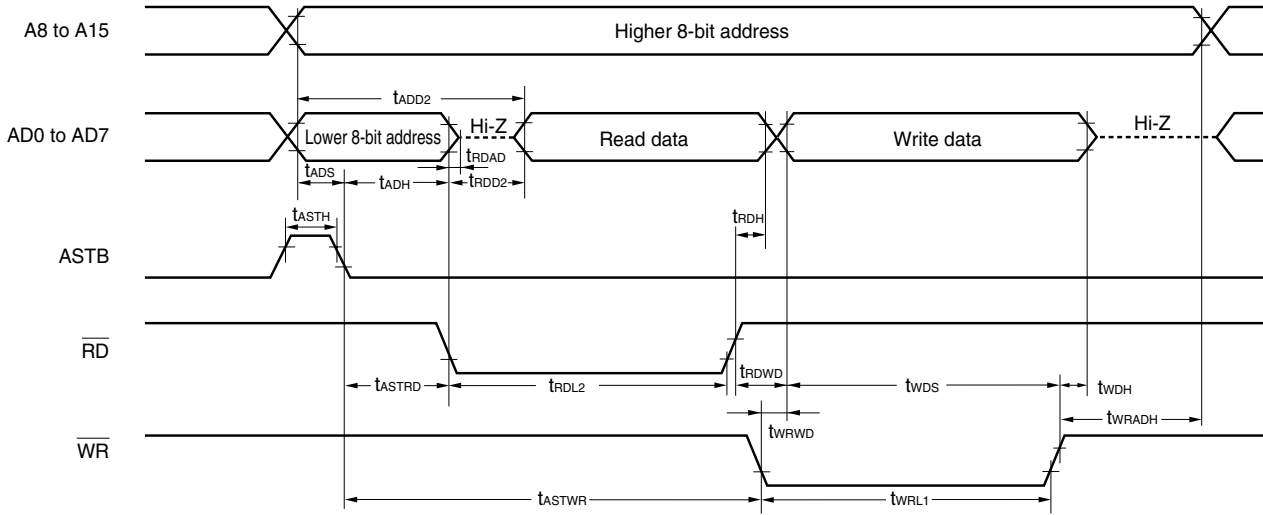 A8 to A15
Higher 8-bit address
tADD2
AD0 to AD7
Lower 8-bit address
Hi-Z
Read data
Write data
Hi-Z
tRDAD
tADS
tADH
tRDD2
tASTH
tRDH
ASTB
RD
tASTRD
tRDL2
tRDWD
tWDS
tWDH
tWRADH
tWRWD
WR
tASTWR
tWRL1